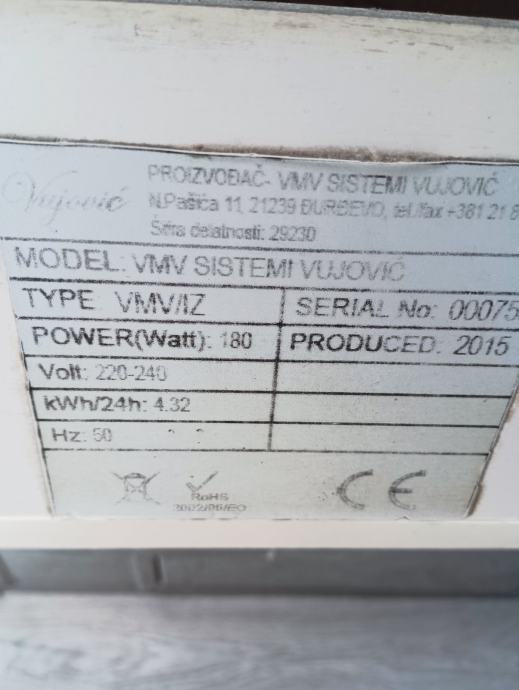 Vujović
PROIZVOĐAČ- VMV SISTEMI VUJOVIĆ
N.Pašića 11, 21239 ĐURĐEVO, tel./fax +381 21 8
Šifra delatnosti: 29230
MODEL: VMV SISTEMI VUJOVIĆ
TYPE VMV/IZ SERIAL No: 00075
POWER(Watt): 180 PRODUCED: 2015
Volt: 220-240
kWh/24h: 4.32
Hz: 50
RoHS
2002/95/EC
CE